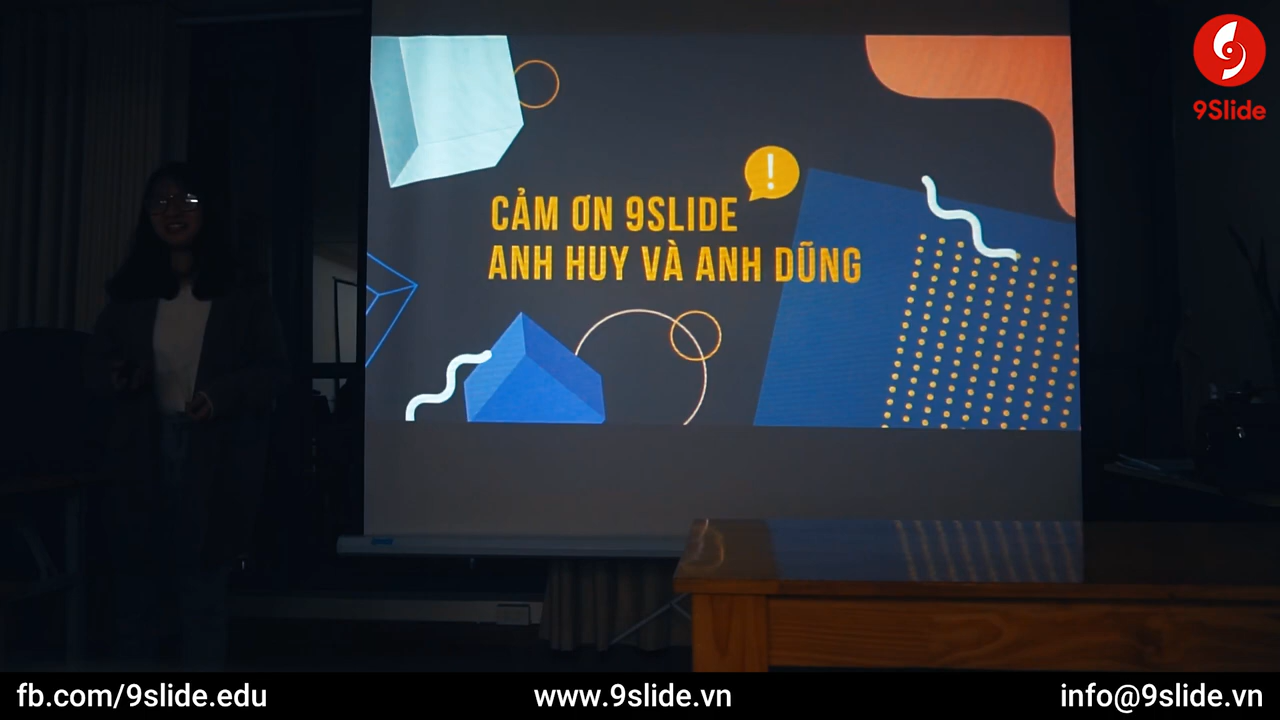 9Slide
!
CẢM ƠN 9SLIDE
ANH HUY VÀ ANH DŨNG
fb.com/9slide.edu
www.9slide.vn
info@9slide.vn